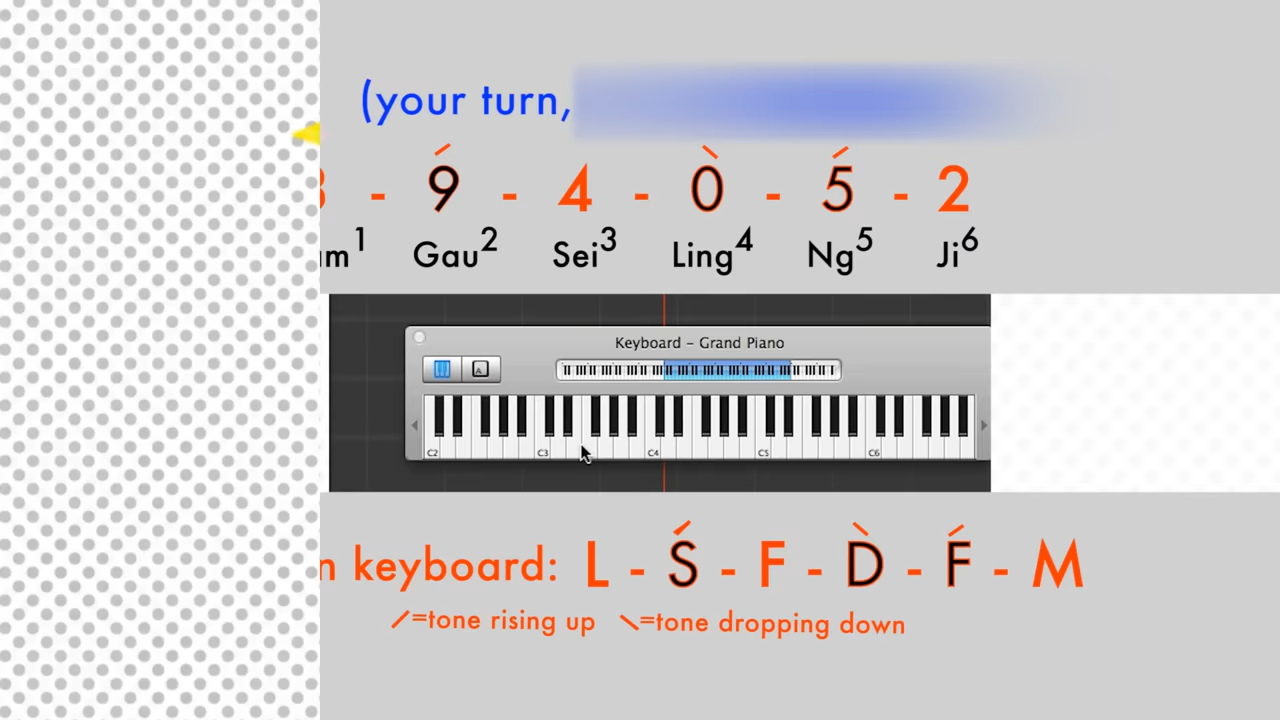 (your turn,
- 9́ - 4 - 0̀ - 5́ - 2
Gau² Sei³ Ling⁴ Ng⁵ Ji⁶
Keyboard – Grand Piano
C2 C3 C4 C5 C6
keyboard: L - Ś - F - D̀ - F́ - M
/=tone rising up \=tone dropping down